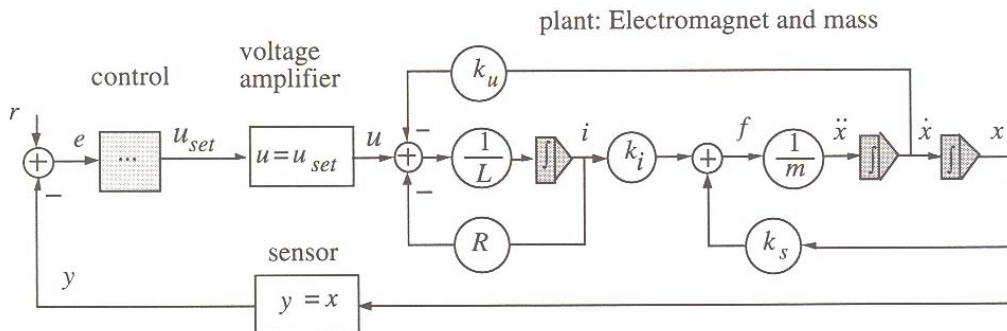 plant: Electromagnet and mass
voltage
amplifier
control
k_u
r
e
...
u_set
u = u_set
u
1/L
∫
i
k_i
f
1/m
ẍ
∫
ẋ
∫
x
R
k_s
sensor
y
y = x